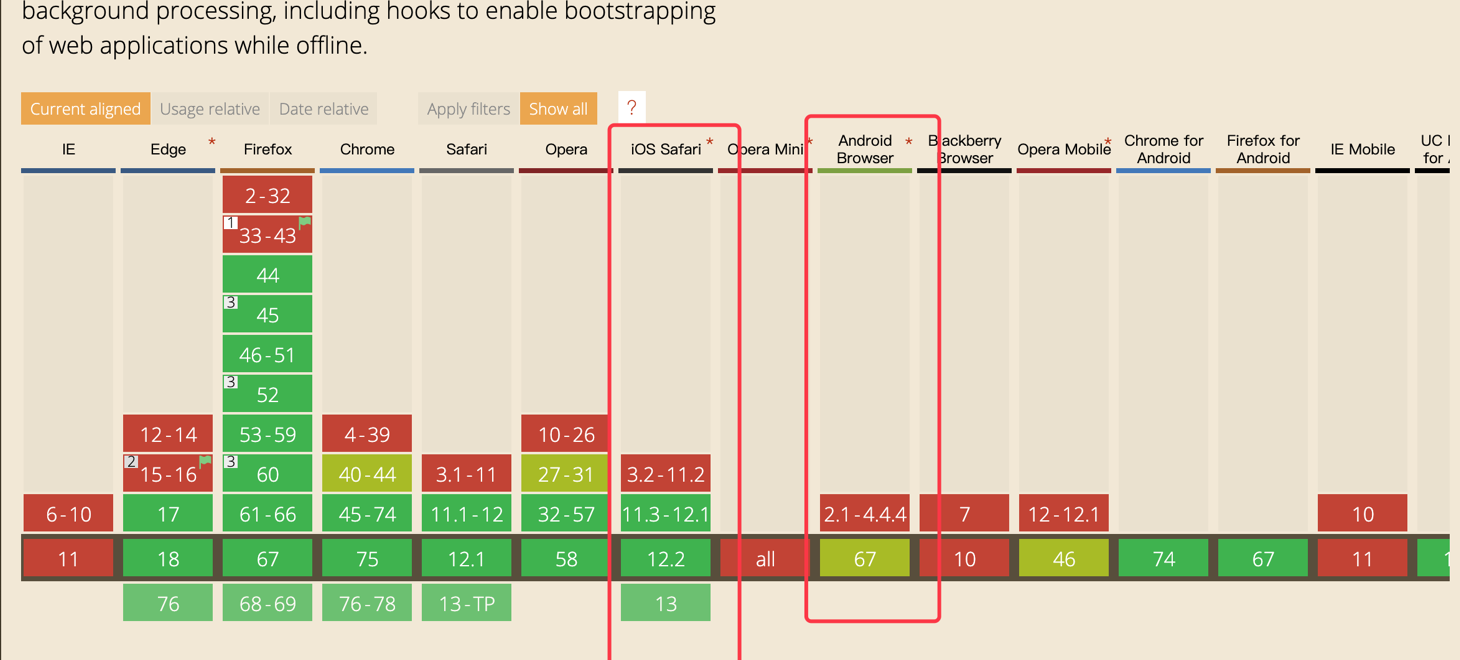 background processing, including hooks to enable bootstrapping
of web applications while offline.
Current aligned Usage relative Date relative Apply filters Show all ?
IE Edge * Firefox Chrome Safari Opera iOS Safari * Opera Mini * Android Browser * Blackberry Browser Opera Mobile * Chrome for Android Firefox for Android IE Mobile UC
2-32
1 33-43
44
3 45
46-51
3 52
12-14 53-59 4-39 10-26
2 15-16 3 60 40-44 3.1-11 27-31 3.2-11.2
6-10 17 61-66 45-74 11.1-12 32-57 11.3-12.1 2.1-4.4.4 7 12-12.1 10
11 18 67 75 12.1 58 12.2 all 67 10 46 74 67 11
76 68-69 76-78 13-TP 13